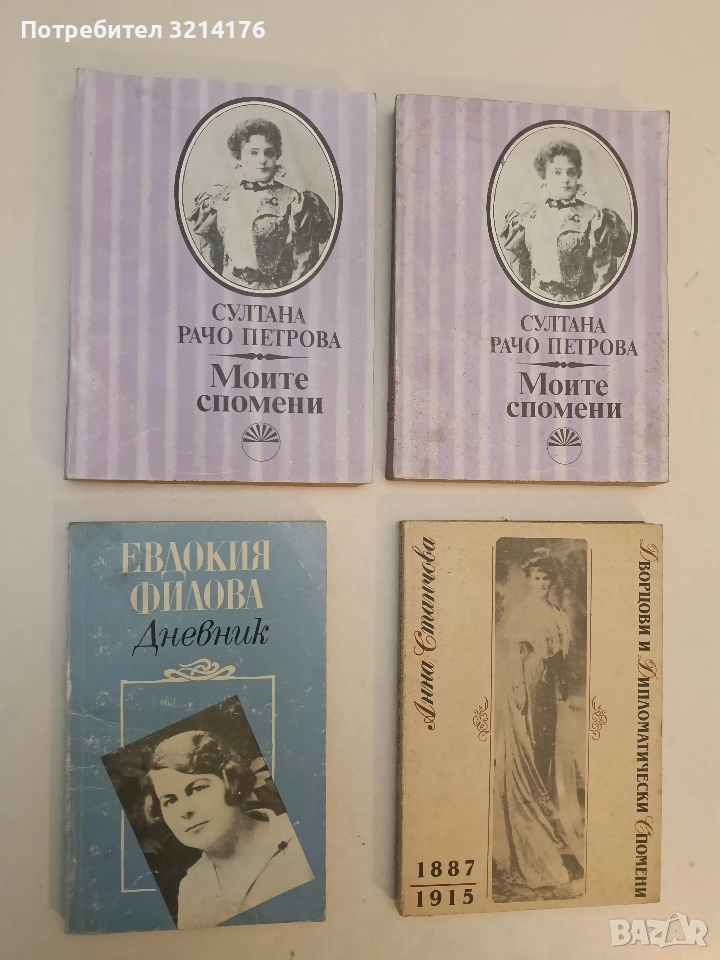 Потребител 3214176
СУЛТАНА
РАЧО ПЕТРОВА
Моите
спомени
СУЛТАНА
РАЧО ПЕТРОВА
Моите
спомени
ЕВДОКИЯ
ФИЛОВА
Дневник
Анна Станчова
Дворцови и Дипломатически Спомени
1887
1915
BAZAR